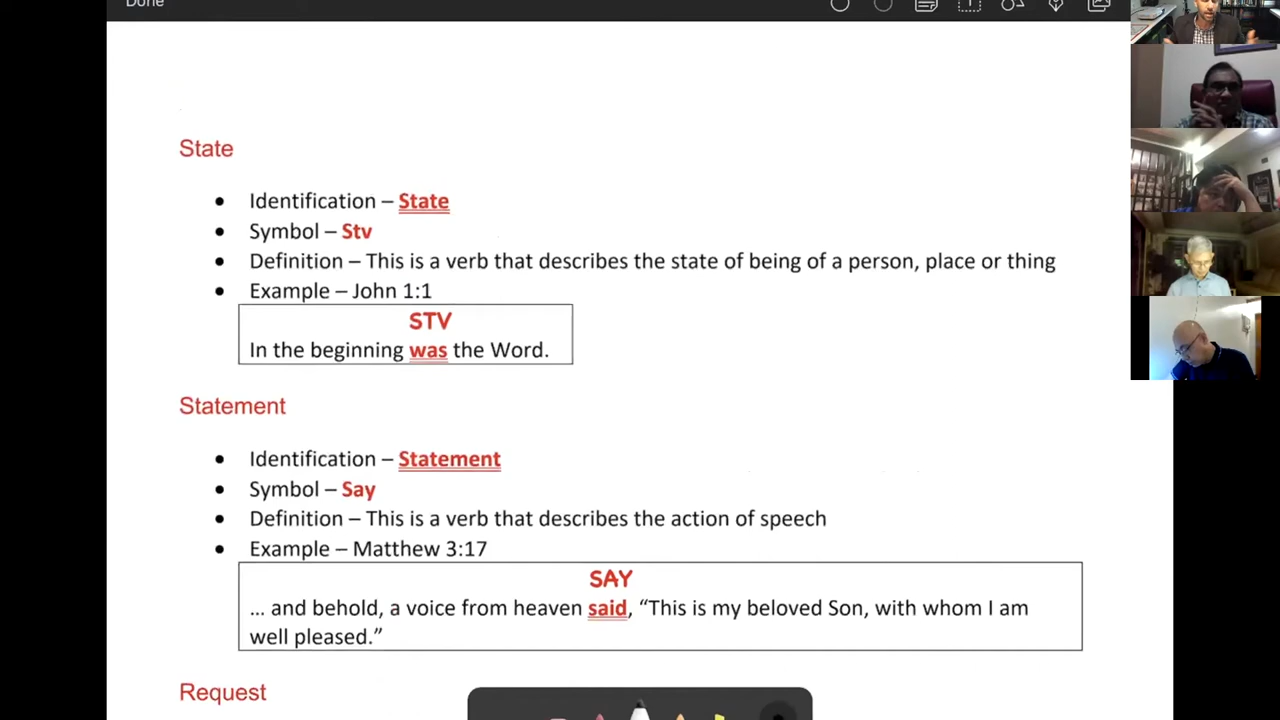 Done
State
• Identification – State
• Symbol – Stv
• Definition – This is a verb that describes the state of being of a person, place or thing
• Example – John 1:1
STV
In the beginning was the Word.
Statement
• Identification – Statement
• Symbol – Say
• Definition – This is a verb that describes the action of speech
• Example – Matthew 3:17
SAY
... and behold, a voice from heaven said, “This is my beloved Son, with whom I am
well pleased.”
Request